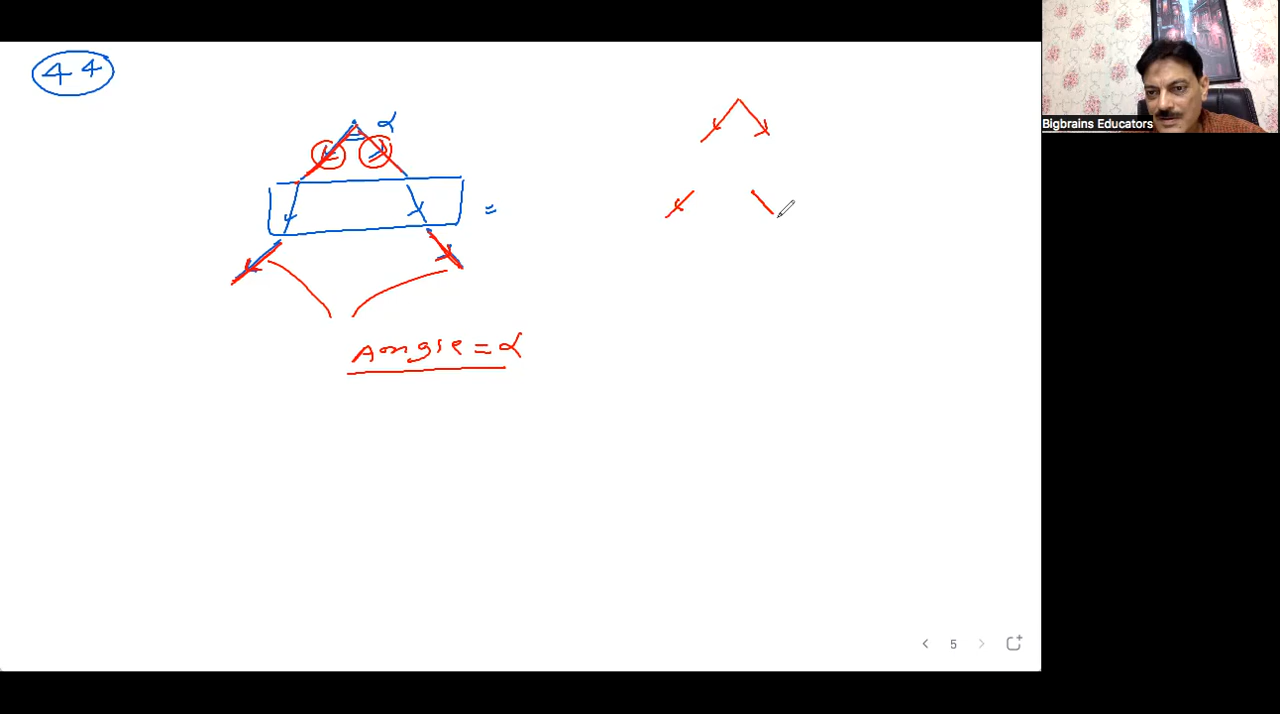 44
α
Bigbrains Educators
=
Angle = α
5